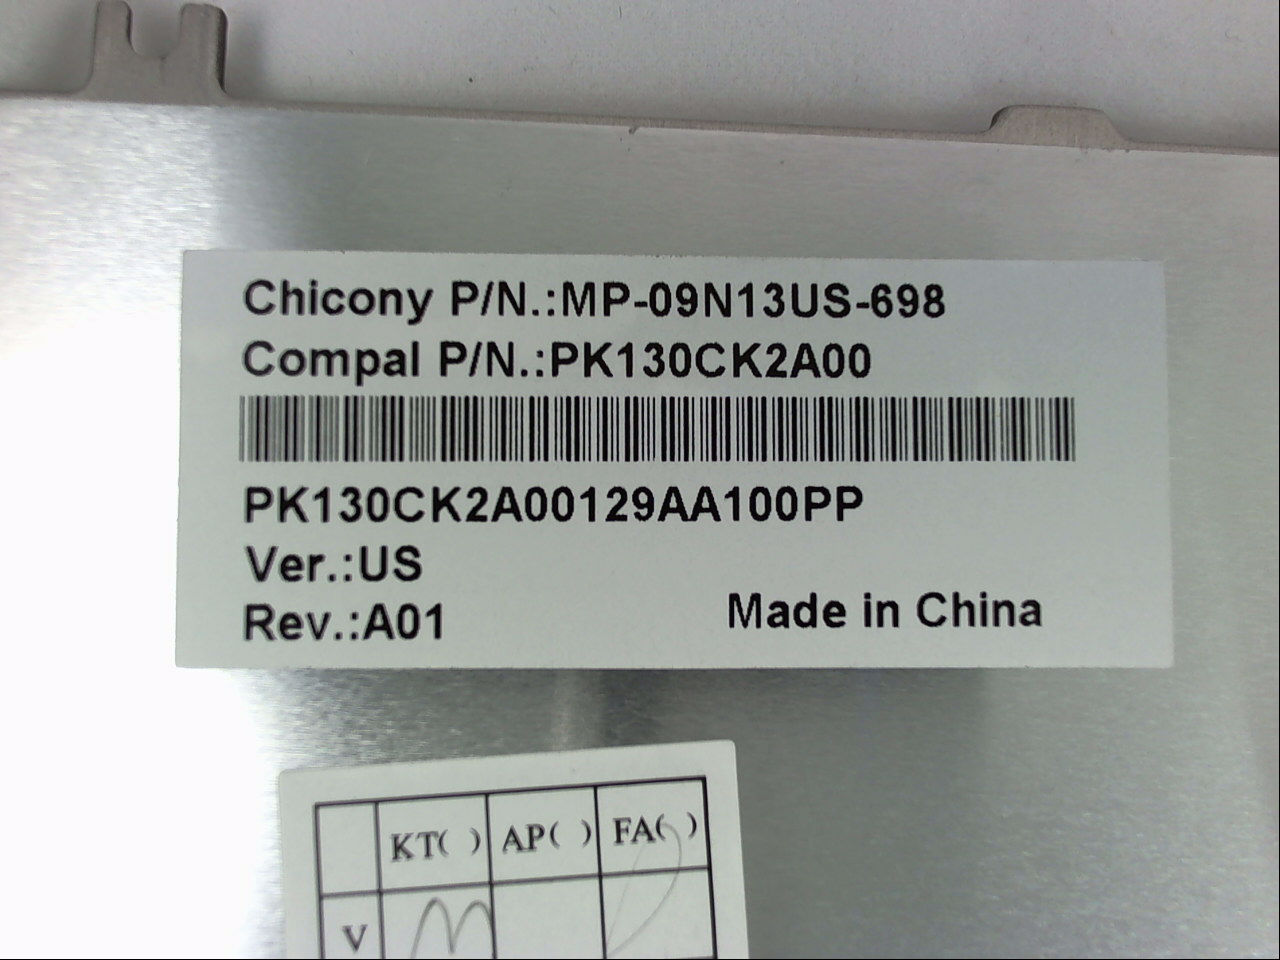 Chicony P/N.:MP-09N13US-698
Compal P/N.:PK130CK2A00
PK130CK2A00129AA100PP
Ver.:US
Rev.:A01
Made in China
KT( ) AP( ) FA( )
V